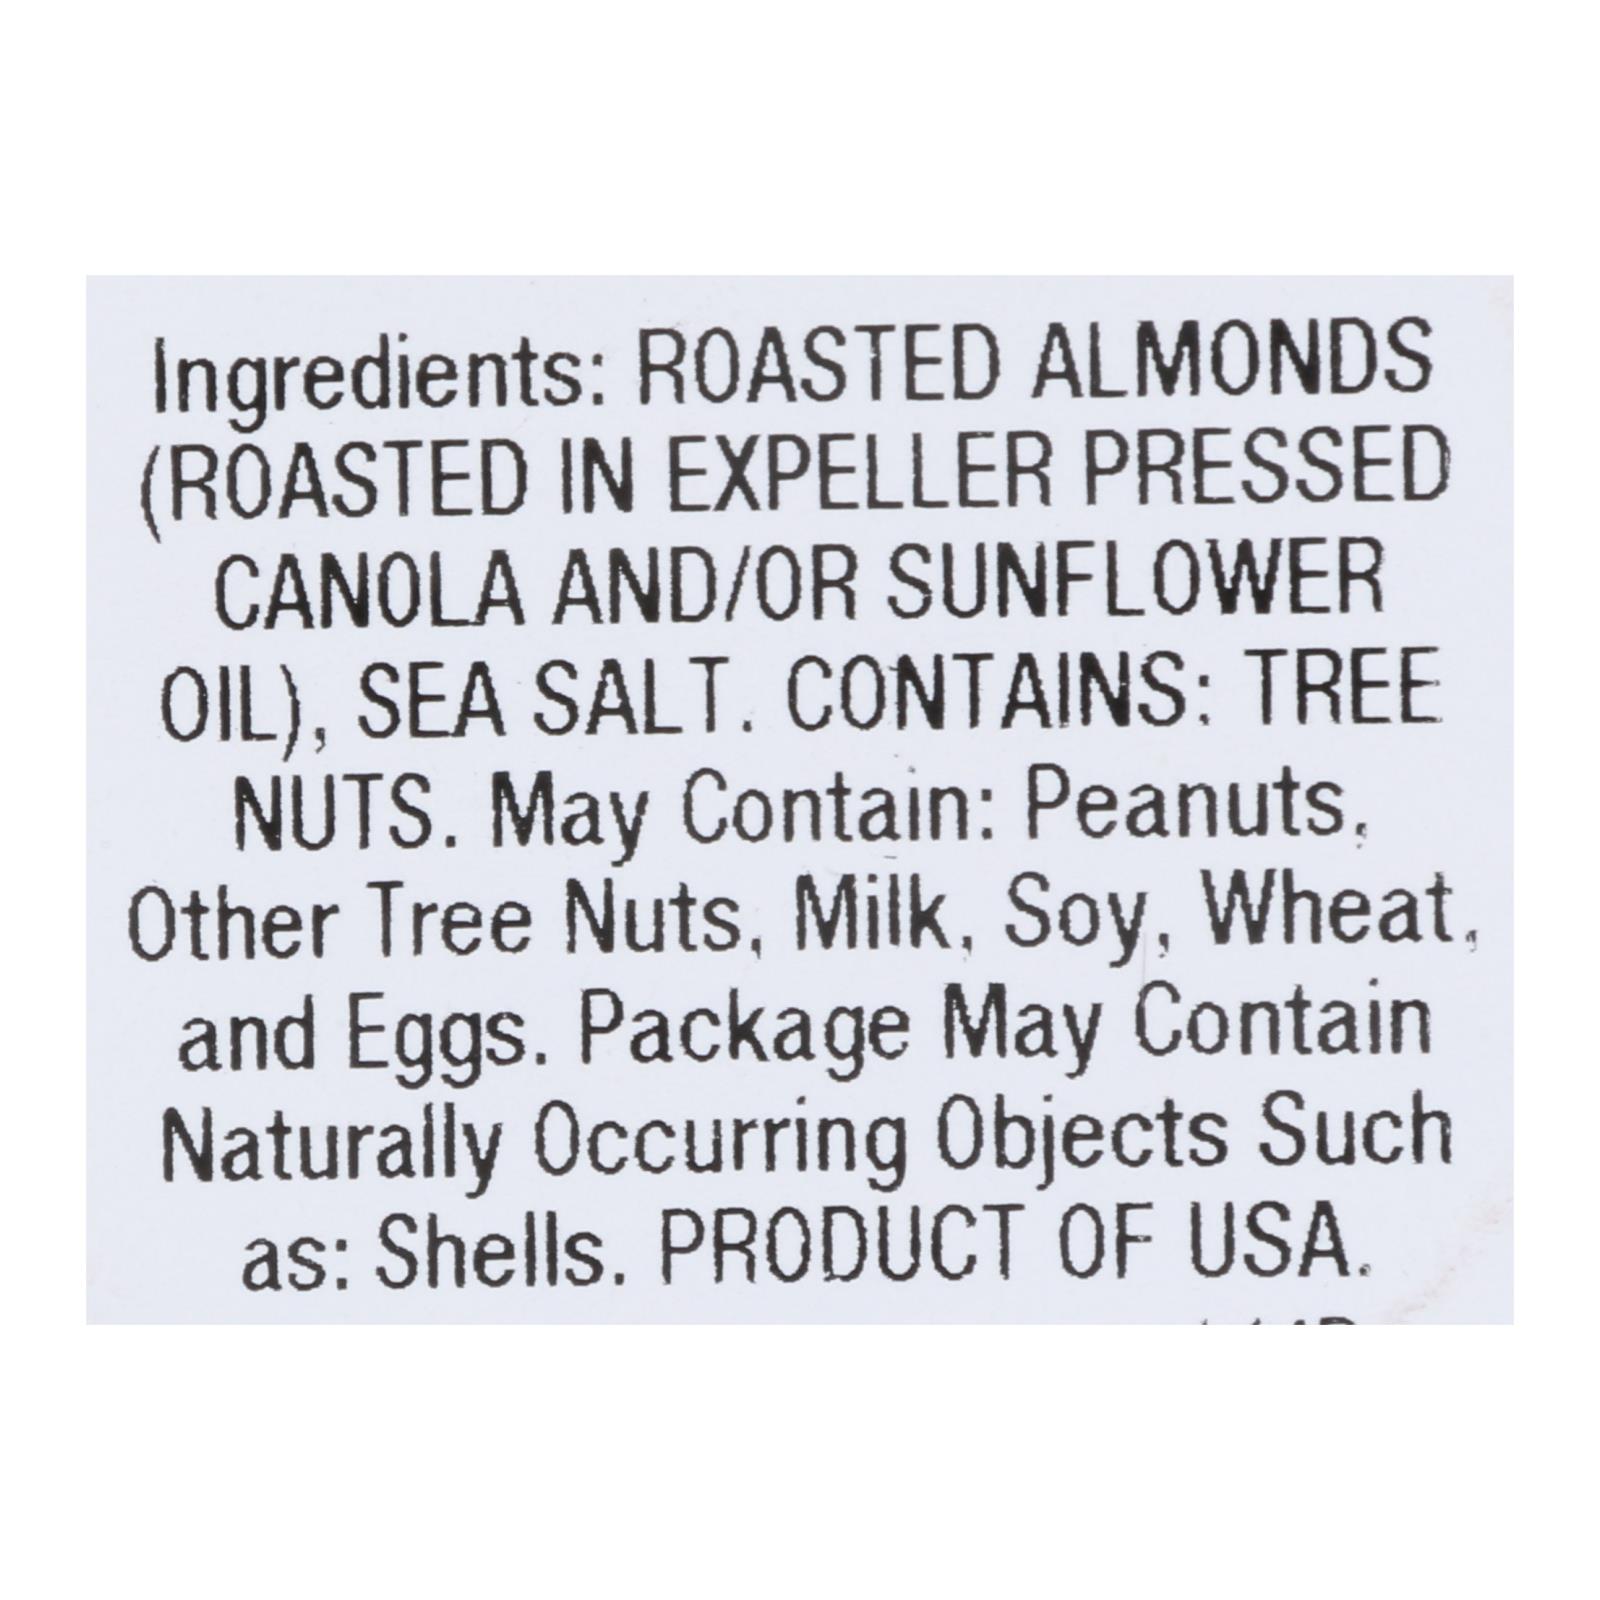 Ingredients: ROASTED ALMONDS
(ROASTED IN EXPELLER PRESSED
CANOLA AND/OR SUNFLOWER
OIL), SEA SALT. CONTAINS: TREE
NUTS. May Contain: Peanuts,
Other Tree Nuts, Milk, Soy, Wheat,
and Eggs. Package May Contain
Naturally Occurring Objects Such
as: Shells. PRODUCT OF USA.